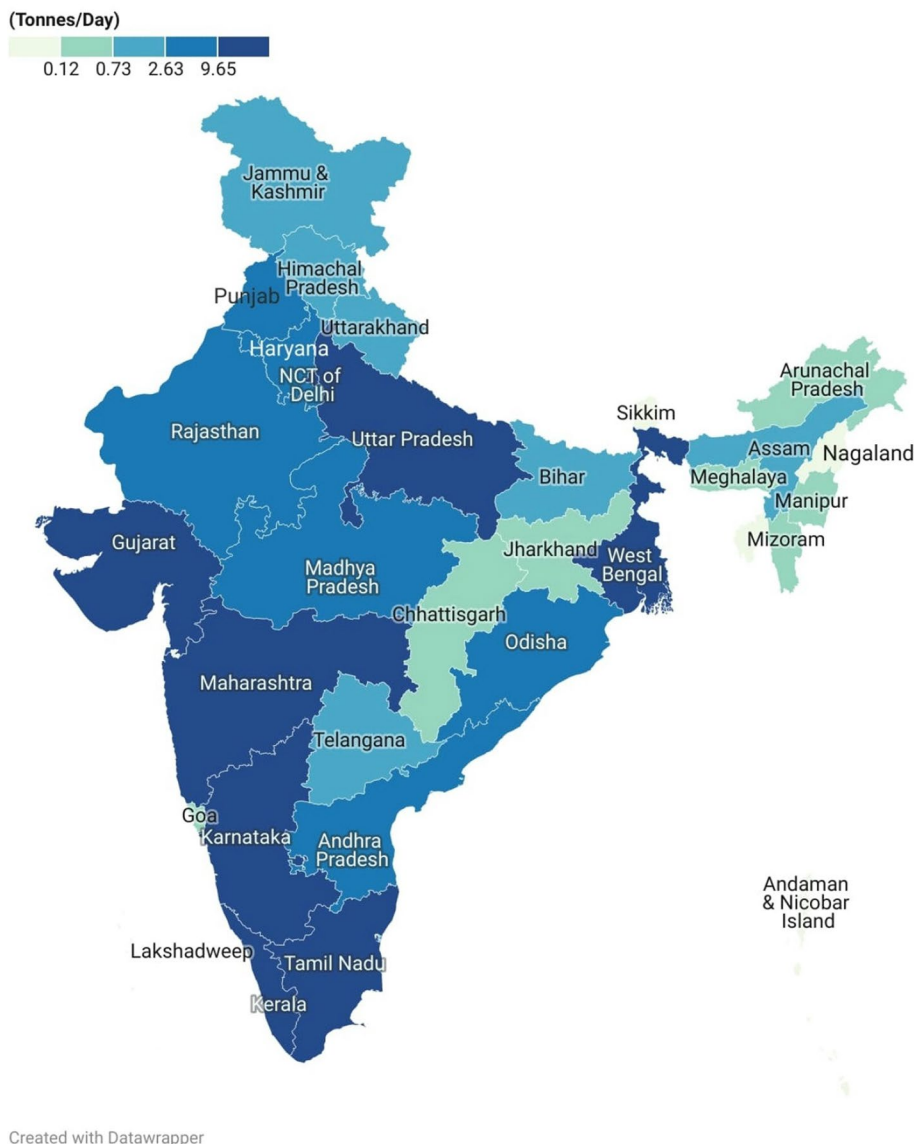 (Tonnes/Day)
0.12 0.73 2.63 9.65
Jammu &
Kashmir
Himachal
Pradesh
Punjab
Uttarakhand
Haryana
NCT of
Delhi
Arunachal
Pradesh
Sikkim
Rajasthan
Uttar Pradesh
Assam
Nagaland
Bihar
Meghalaya
Manipur
Gujarat
Mizoram
Jharkhand
West
Bengal
Madhya
Pradesh
Chhattisgarh
Odisha
Maharashtra
Telangana
Goa
Karnataka
Andhra
Pradesh
Andaman
& Nicobar
Island
Lakshadweep
Tamil Nadu
Kerala
Created with Datawrapper